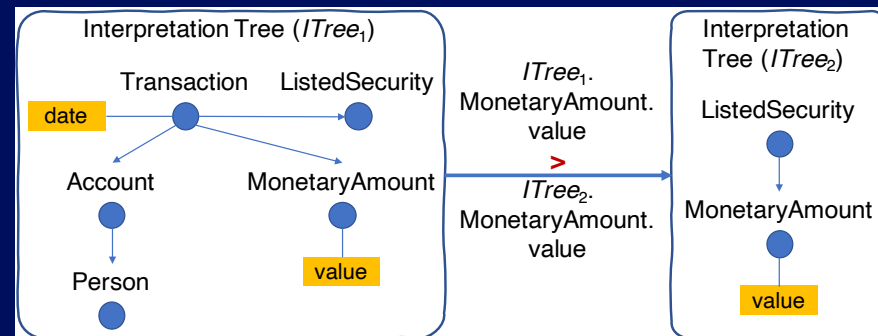 Interpretation Tree (ITree1)
Transaction
ListedSecurity
date
Account
MonetaryAmount
Person
value
ITree1.
MonetaryAmount.
value
>
ITree2.
MonetaryAmount.
value
Interpretation
Tree (ITree2)
ListedSecurity
MonetaryAmount
value